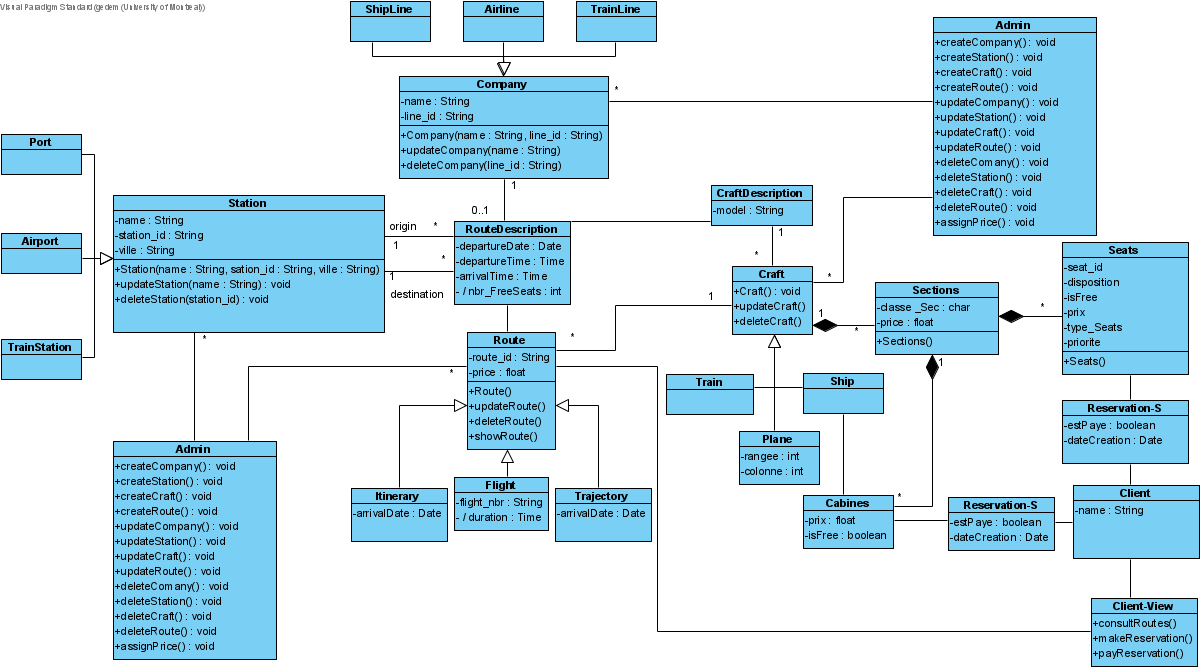 Visual Paradigm Standard(gedem (University of Montreal))
ShipLine
Airline
TrainLine
Company
-name : String
-line_id : String
+Company(name : String, line_id : String)
+updateCompany(name : String)
+deleteCompany(line_id : String)
*
1
0..1
Admin
+createCompany() : void
+createStation() : void
+createCraft() : void
+createRoute() : void
+updateCompany() : void
+updateStation() : void
+updateCraft() : void
+updateRoute() : void
+deleteComany() : void
+deleteStation() : void
+deleteCraft() : void
+deleteRoute() : void
+assignPrice() : void
*
Port
Airport
TrainStation
Station
-name : String
-station_id : String
-ville : String
+Station(name : String, sation_id : String, ville : String)
+updateStation(name : String) : void
+deleteStation(station_id) : void
*
origin
*
1
*
1
destination
RouteDescription
-departureDate : Date
-departureTime : Time
-arrivalTime : Time
- / nbr_FreeSeats : int
CraftDescription
-model : String
1
*
Craft
+Craft() : void
+updateCraft()
+deleteCraft()
1
*
1
*
Sections
-classe _Sec : char
-price : float
+Sections()
*
1
Seats
-seat_id
-disposition
-isFree
-prix
-type_Seats
-priorite
+Seats()
Route
-route_id : String
-price : float
+Route()
+updateRoute()
+deleteRoute()
+showRoute()
*
Train
Ship
Plane
-rangee : int
-colonne : int
Reservation-S
-estPaye : boolean
-dateCreation : Date
Admin
+createCompany() : void
+createStation() : void
+createCraft() : void
+createRoute() : void
+updateCompany() : void
+updateStation() : void
+updateCraft() : void
+updateRoute() : void
+deleteComany() : void
+deleteStation() : void
+deleteCraft() : void
+deleteRoute() : void
+assignPrice() : void
Itinerary
-arrivalDate : Date
Flight
-flight_nbr : String
- / duration : Time
Trajectory
-arrivalDate : Date
Cabines
-prix : float
-isFree : boolean
*
Reservation-S
-estPaye : boolean
-dateCreation : Date
Client
-name : String
Client-View
+consultRoutes()
+makeReservation()
+payReservation()